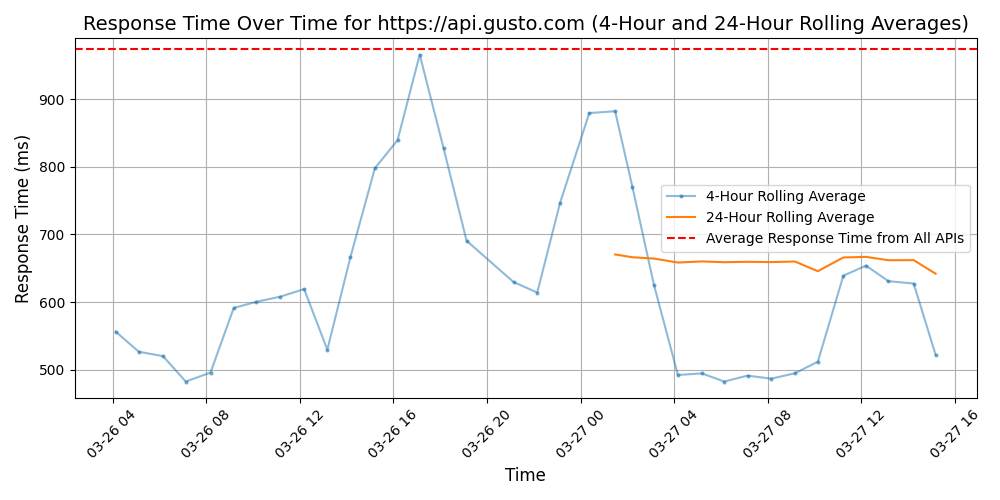 Response Time Over Time for https://api.gusto.com (4-Hour and 24-Hour Rolling Averages)
Response Time (ms)
900
800
700
600
500
4-Hour Rolling Average
24-Hour Rolling Average
Average Response Time from All APIs
03-26 04
03-26 08
03-26 12
03-26 16
03-26 20
03-27 00
03-27 04
03-27 08
03-27 12
03-27 16
Time